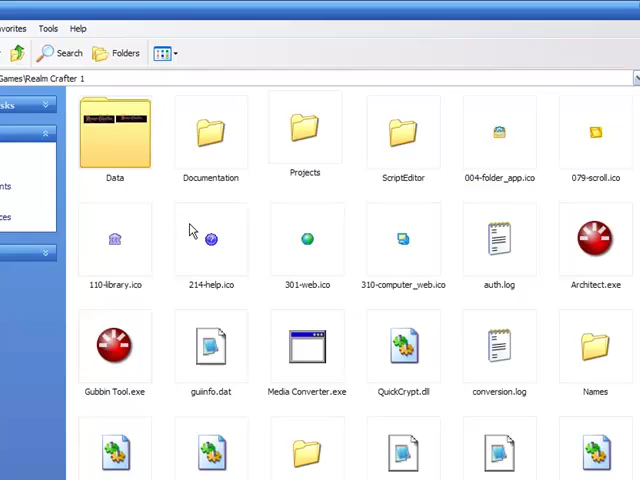 avorites Tools Help
Search Folders
Games\Realm Crafter 1
sks
Data Documentation Projects ScriptEditor 004-folder_app.ico 079-scroll.ico
nts
ces
110-library.ico 214-help.ico 301-web.ico 310-computer_web.ico auth.log Architect.exe
Gubbin Tool.exe guiinfo.dat Media Converter.exe QuickCrypt.dll conversion.log Names